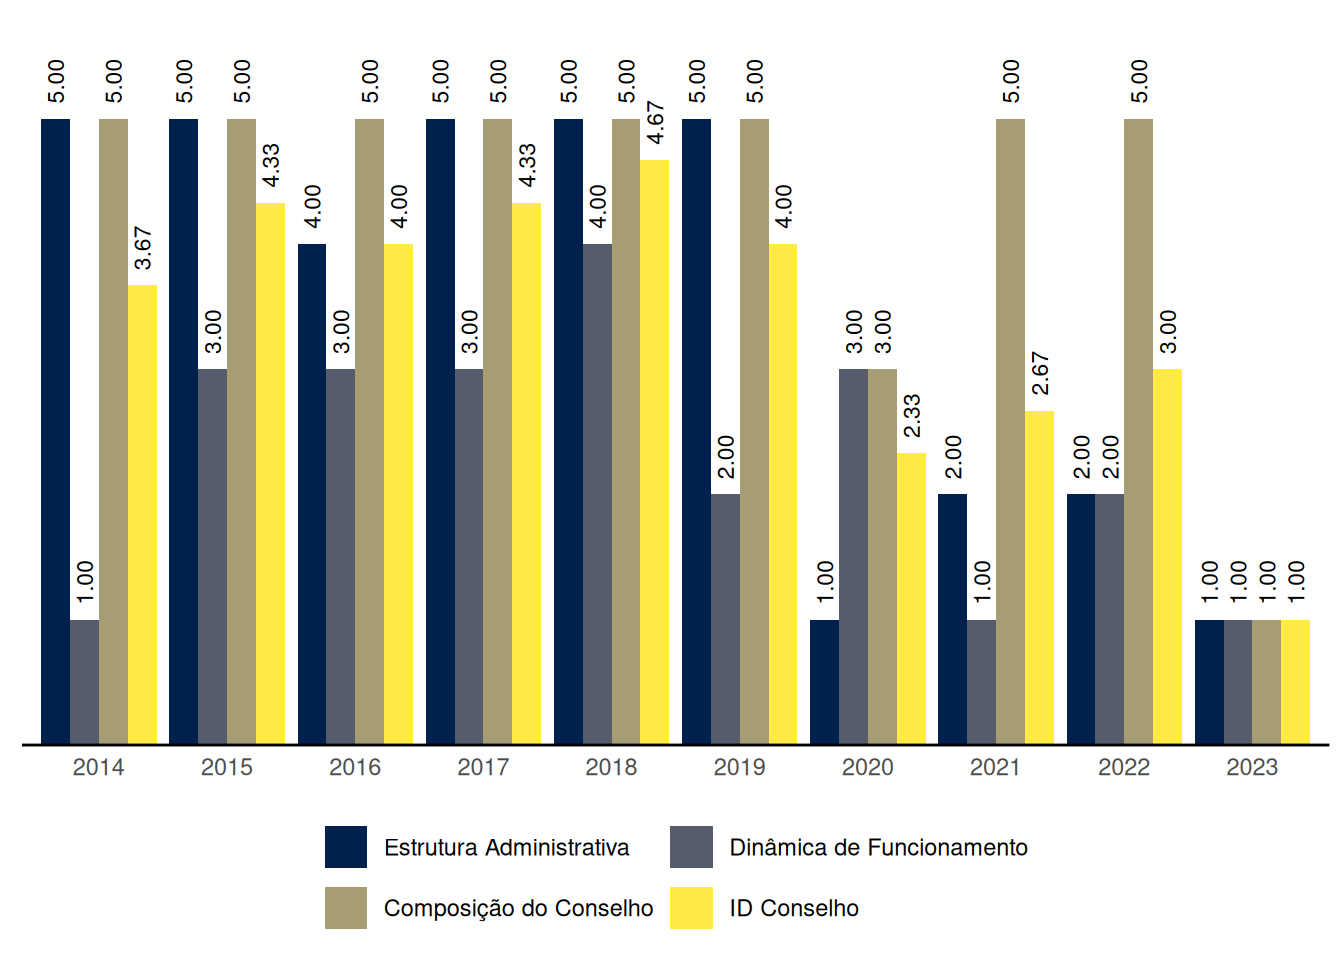 5.00 1.00 5.00 3.67
5.00 3.00 5.00 4.33
4.00 3.00 5.00 4.00
5.00 3.00 5.00 4.33
5.00 4.00 5.00 4.67
5.00 2.00 5.00 4.00
1.00 3.00 3.00 2.33
2.00 1.00 5.00 2.67
2.00 2.00 5.00 3.00
1.00 1.00 1.00 1.00
2014 2015 2016 2017 2018 2019 2020 2021 2022 2023
Estrutura Administrativa Dinâmica de Funcionamento
Composição do Conselho ID Conselho